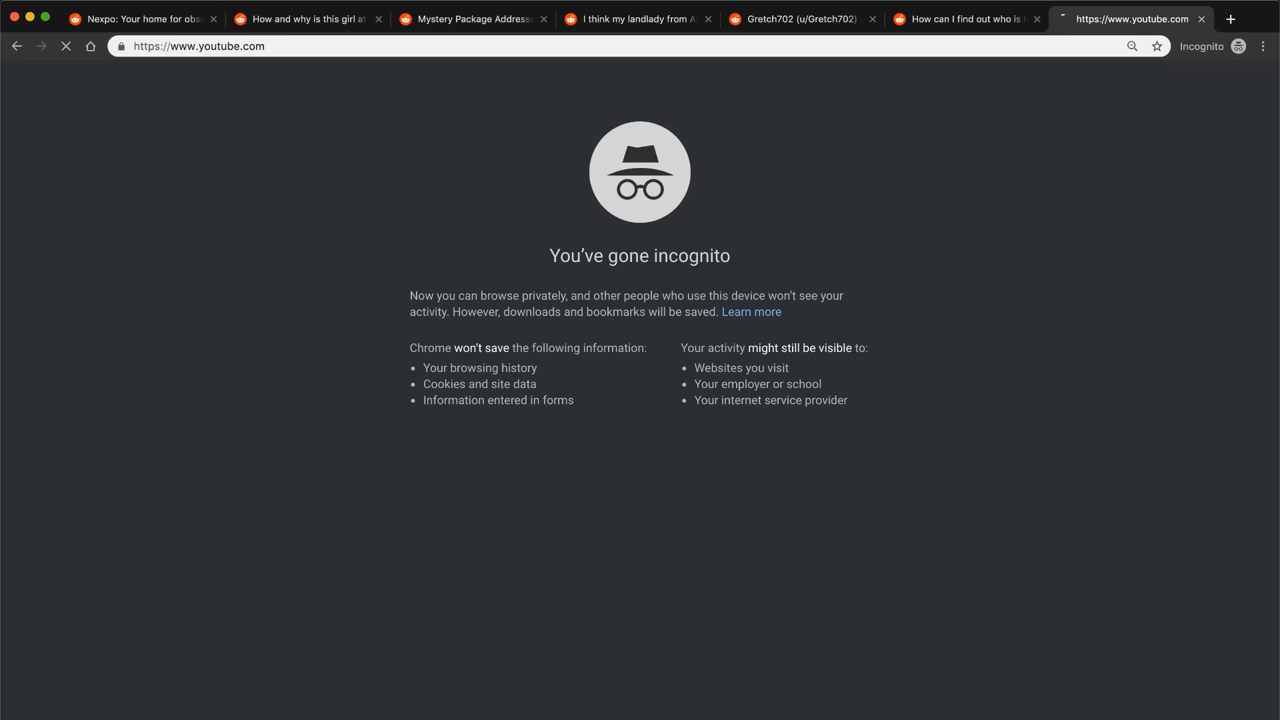 Nexpo: Your home for obs
How and why is this girl at
Mystery Package Addresse
I think my landlady from A
Gretch702 (u/Gretch702)
How can I find out who is
https://www.youtube.com
https://www.youtube.com
Incognito
You've gone incognito
Now you can browse privately, and other people who use this device won't see your
activity. However, downloads and bookmarks will be saved. Learn more
Chrome won't save the following information:
Your browsing history
Cookies and site data
Information entered in forms
Your activity might still be visible to:
Websites you visit
Your employer or school
Your internet service provider